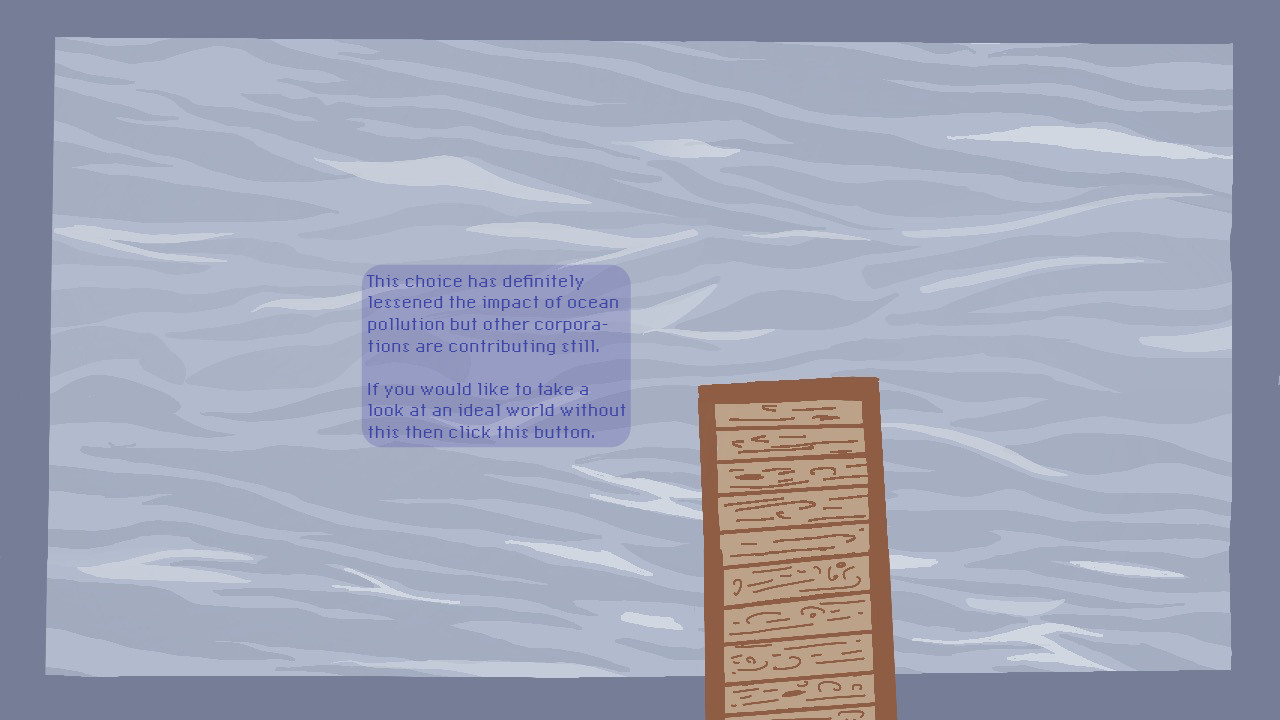 This choice has definitely
lessened the impact of ocean
pollution but other corpora-
tions are contributing still.
If you would like to take a
look at an ideal world without
this then click this button.